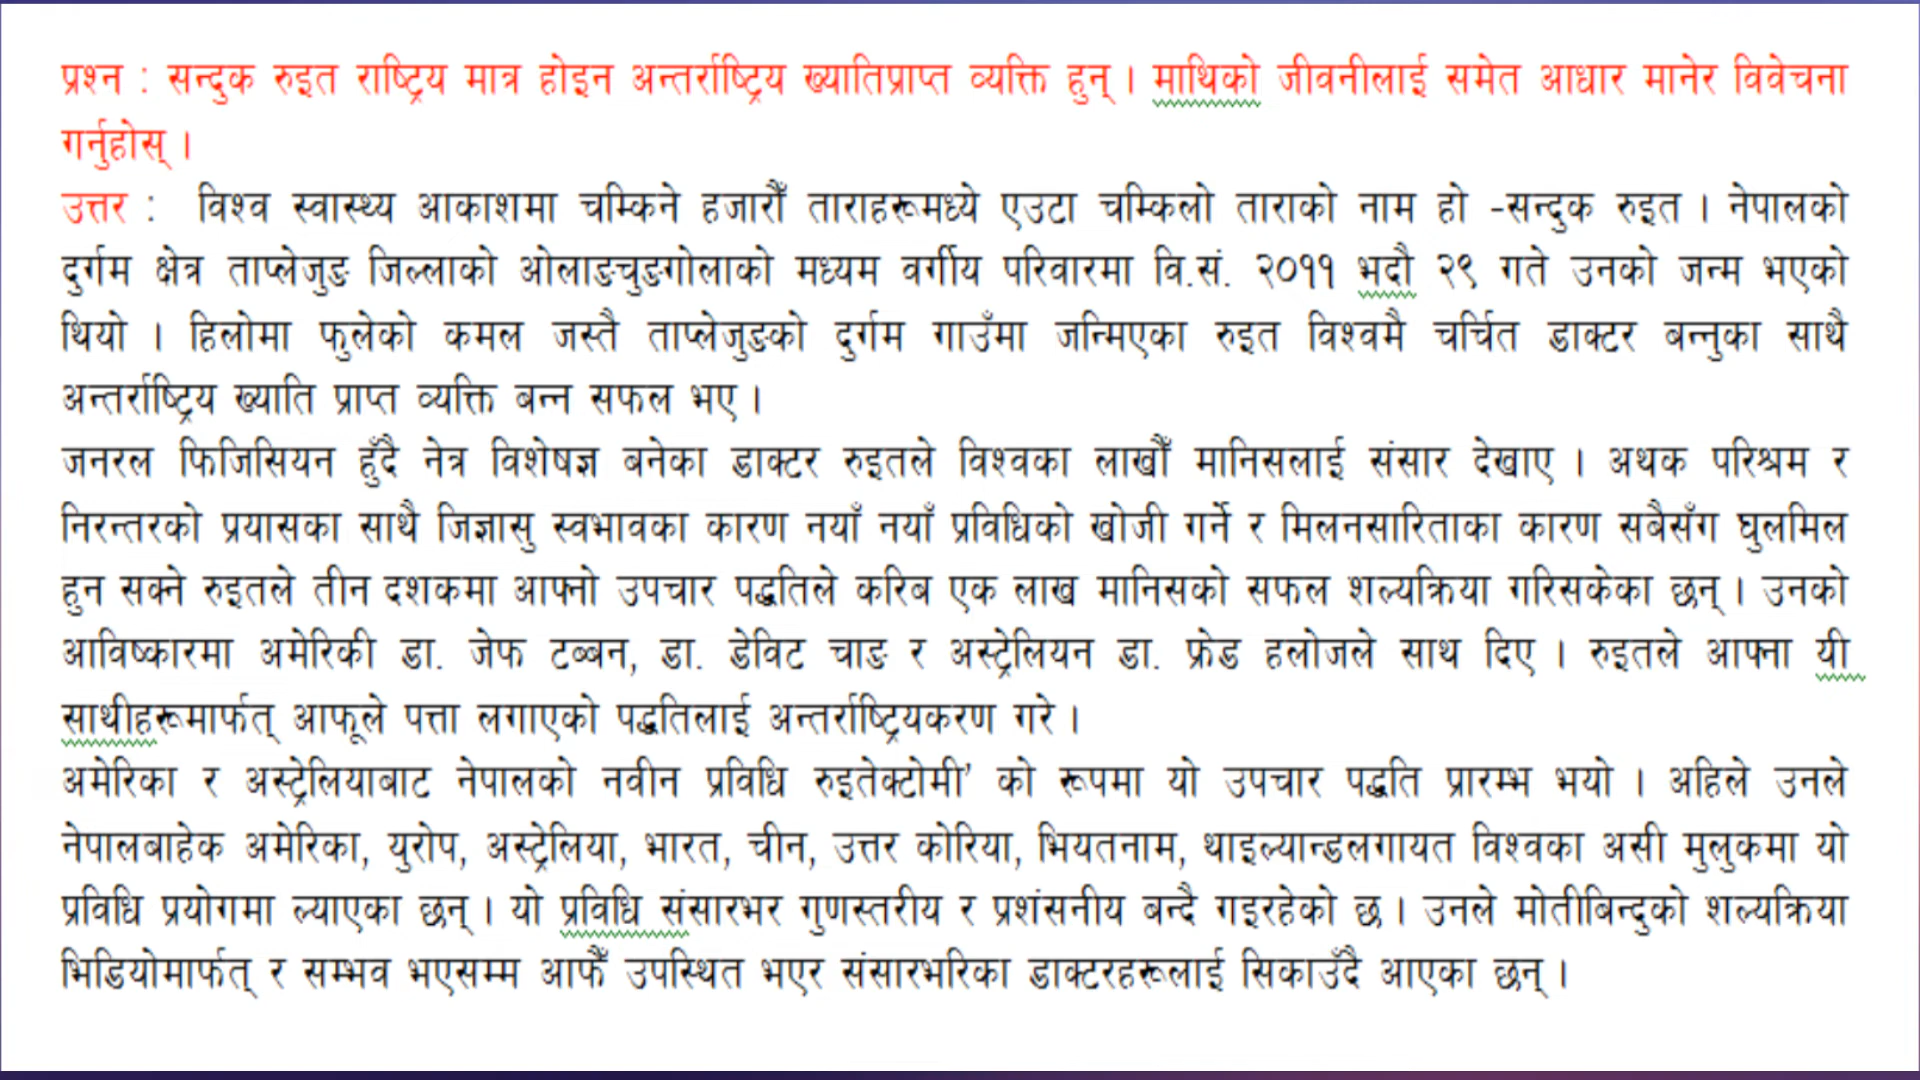 प्रश्न : सन्दुक रुइत राष्ट्रिय मात्र होइन अन्तर्राष्ट्रिय ख्यातिप्राप्त व्यक्ति हुन् । माथिको जीवनीलाई समेत आधार मानेर विवेचना
गर्नुहोस् ।
उत्तर : विश्व स्वास्थ्य आकाशमा चम्किने हजारौँ ताराहरूमध्ये एउटा चम्किलो ताराको नाम हो -सन्दुक रुइत । नेपालको
दुर्गम क्षेत्र ताप्लेजुङ जिल्लाको ओलाङचुङगोलाको मध्यम वर्गीय परिवारमा वि.सं. २०११ भदौ २९ गते उनको जन्म भएको
थियो । हिलोमा फुलेको कमल जस्तै ताप्लेजुङको दुर्गम गाउँमा जन्मिएका रुइत विश्वमै चर्चित डाक्टर बन्नुका साथै
अन्तर्राष्ट्रिय ख्याति प्राप्त व्यक्ति बन्न सफल भए ।
जनरल फिजिसियन हुँदै नेत्र विशेषज्ञ बनेका डाक्टर रुइतले विश्वका लाखौँ मानिसलाई संसार देखाए । अथक परिश्रम र
निरन्तरको प्रयासका साथै जिज्ञासु स्वभावका कारण नयाँ नयाँ प्रविधिको खोजी गर्ने र मिलनसारिताका कारण सबैसँग घुलमिल
हुन सक्ने रुइतले तीन दशकमा आफ्नो उपचार पद्धतिले करिब एक लाख मानिसको सफल शल्यक्रिया गरिसकेका छन् । उनको
आविष्कारमा अमेरिकी डा. जेफ टब्बन, डा. डेविट चाङ र अस्ट्रेलियन डा. फ्रेड हलोजले साथ दिए । रुइतले आफ्ना यी
साथीहरूमार्फत् आफूले पत्ता लगाएको पद्धतिलाई अन्तर्राष्ट्रियकरण गरे ।
अमेरिका र अस्ट्रेलियाबाट नेपालको नवीन प्रविधि रुइतेक्टोमी’ को रूपमा यो उपचार पद्धति प्रारम्भ भयो । अहिले उनले
नेपालबाहेक अमेरिका, युरोप, अस्ट्रेलिया, भारत, चीन, उत्तर कोरिया, भियतनाम, थाइल्यान्डलगायत विश्वका असी मुलुकमा यो
प्रविधि प्रयोगमा ल्याएका छन् । यो प्रविधि संसारभर गुणस्तरीय र प्रशंसनीय बन्दै गइरहेको छ । उनले मोतीबिन्दुको शल्यक्रिया
भिडियोमार्फत् र सम्भव भएसम्म आफैँ उपस्थित भएर संसारभरिका डाक्टरहरूलाई सिकाउँदै आएका छन् ।